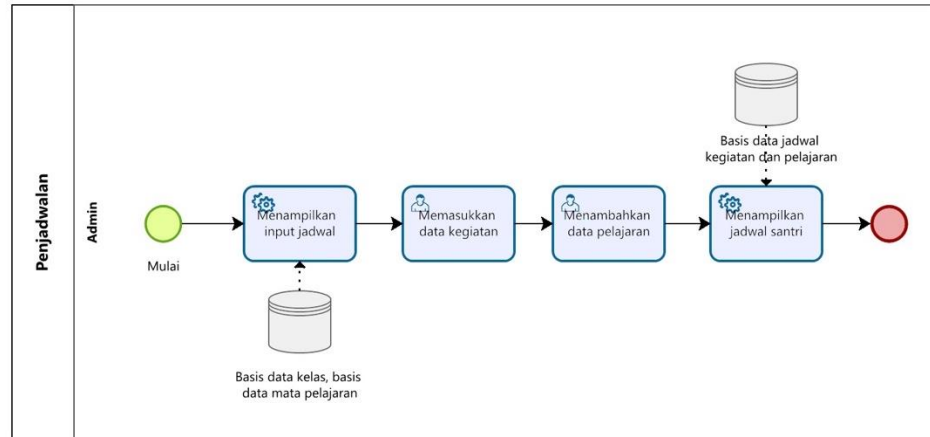 Penjadwalan
Admin
Mulai
Menampilkan
input jadwal
Basis data kelas, basis
data mata pelajaran
Memasukkan
data kegiatan
Menambahkan
data pelajaran
Basis data jadwal
kegiatan dan pelajaran
Menampilkan
jadwal santri